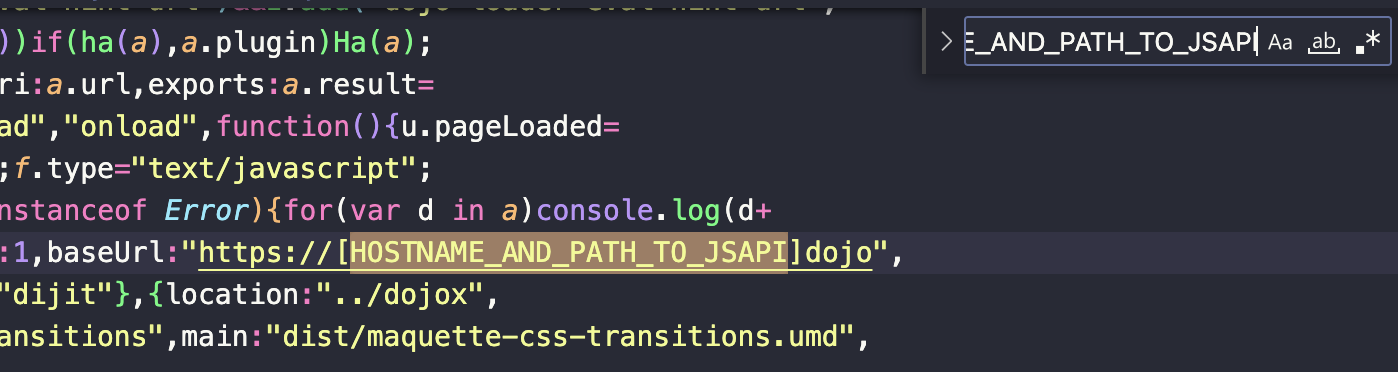 ))if(ha(a),a.plugin)Ha(a);
E_AND_PATH_TO_JSAPI Aa ab .*
ri:a.url,exports:a.result=
ad","onload",function(){u.pageLoaded=
;f.type="text/javascript";
nstanceof Error){for(var d in a)console.log(d+
:1,baseUrl:"https://[HOSTNAME_AND_PATH_TO_JSAPI]dojo",
"dijit"},{location:"../dojox",
ansitions",main:"dist/maquette-css-transitions.umd",